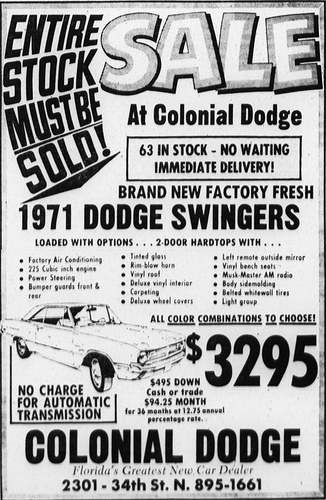 ENTIRE
STOCK
MUST BE
SOLD!
SALE
At Colonial Dodge
63 IN STOCK - NO WAITING
IMMEDIATE DELIVERY!
BRAND NEW FACTORY FRESH
1971 DODGE SWINGERS
LOADED WITH OPTIONS . . . 2-DOOR HARDTOPS WITH . . .
• Factory Air Conditioning
• 225 Cubic inch engine
• Power Steering
• Bumper guards front &
rear
• Tinted glass
• Rim-blow horn
• Vinyl roof
• Deluxe vinyl interior
• Carpeting
• Deluxe wheel covers
• Left remote outside mirror
• Vinyl bench seats
• Musk-Master AM radio
• Body sidemolding
• Belted whitewall tires
• Light group
ALL COLOR COMBINATIONS TO CHOOSE!
$3295
$495 DOWN
Cash or trade
$94.25 MONTH
for 36 months at 12.75 annual
percentage rate.
NO CHARGE
FOR AUTOMATIC
TRANSMISSION
COLONIAL DODGE
Florida's Greatest New Car Dealer
2301 - 34th St. N. 895-1661